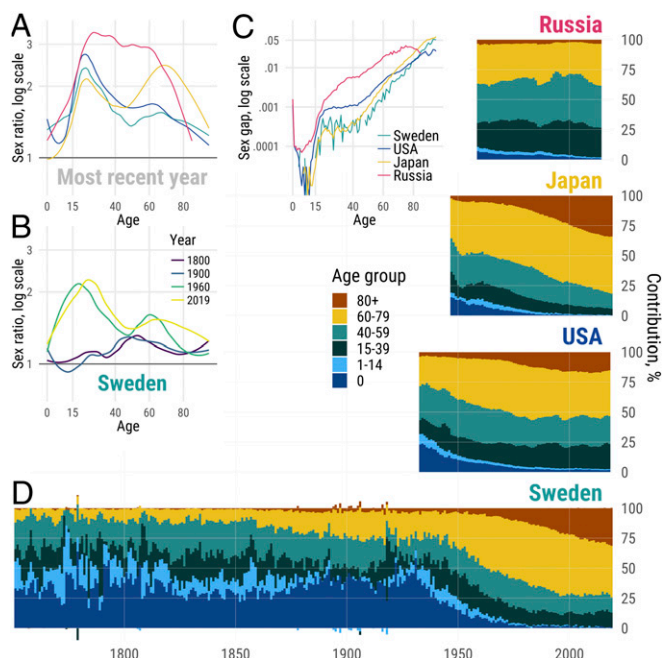 A
Sex ratio, log scale
3
2
1
Most recent year
0
15
40
60
80
Age
B
Sex ratio, log scale
3
2
1
Year
1800
1900
1960
2019
Sweden
0
15
40
60
80
Age
C
Sex gap, log scale
.05
.01
.001
.0001
Sweden
USA
Japan
Russia
0
15
40
60
80
Age
Age group
80+
60-79
40-59
15-39
1-14
0
Russia
100
75
50
25
0
Japan
100
75
50
25
0
Contribution, %
USA
100
75
50
25
0
D
Sweden
100
75
50
25
0
1800
1850
1900
1950
2000